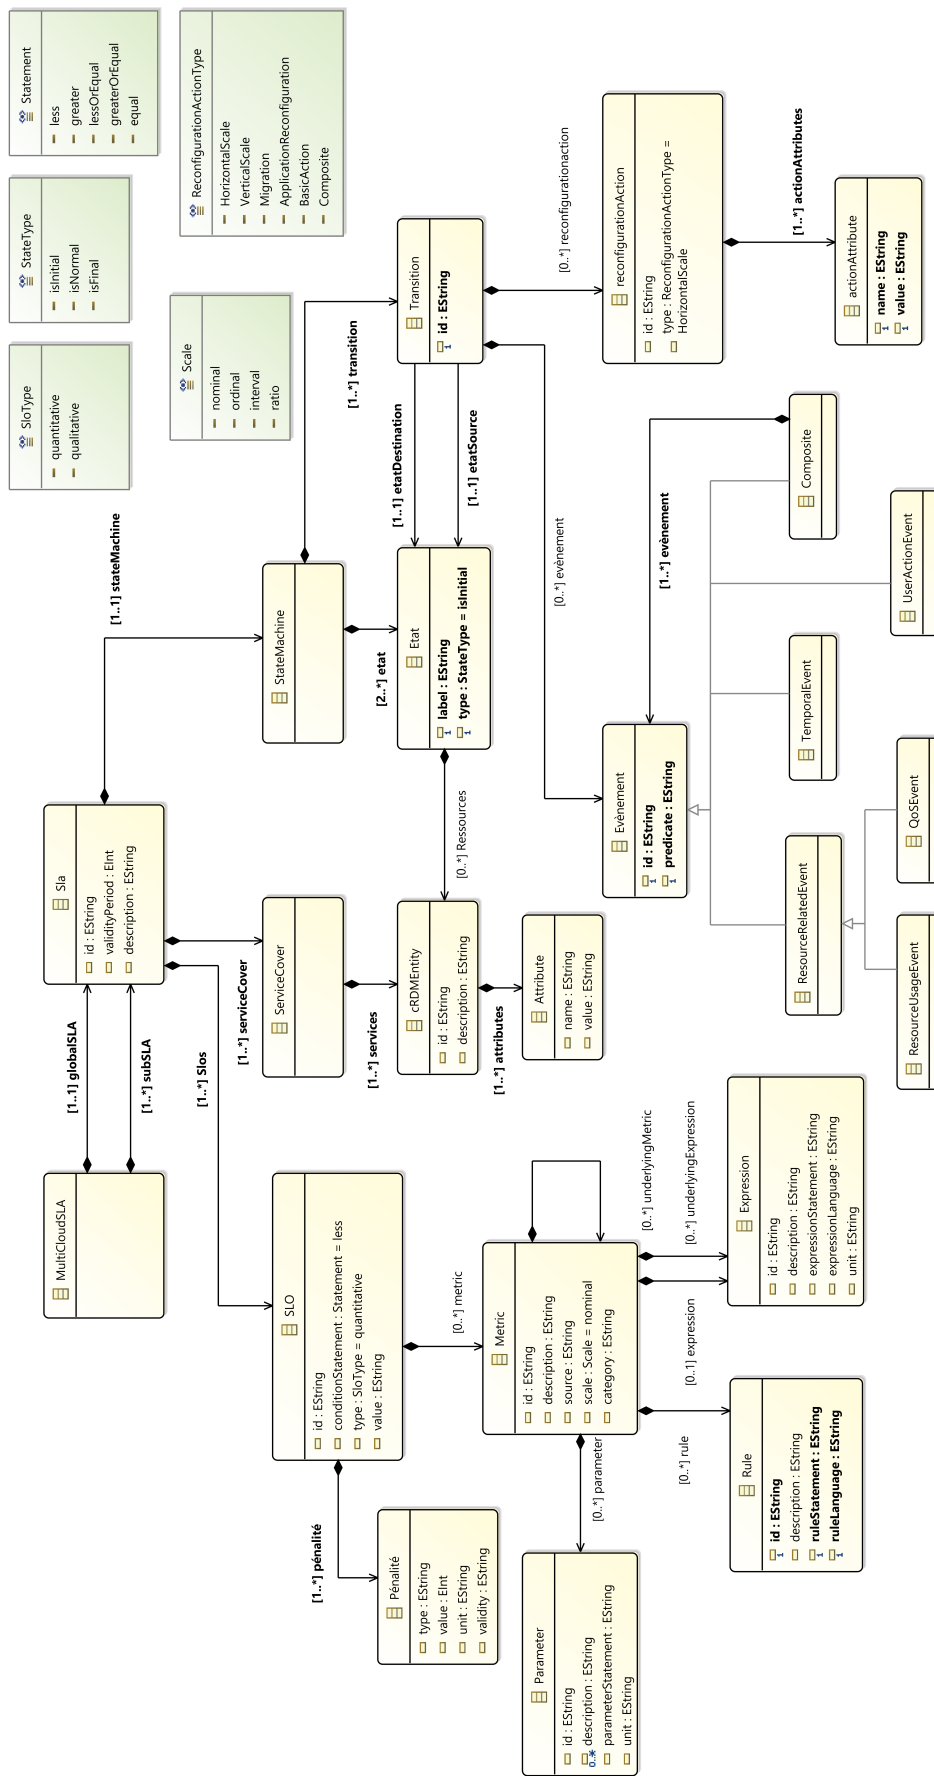 MultiCloudSLA
[1..1] globalSLA
[1..*] subSLA
Sla
id : EString
validityPeriod : EInt
description : EString
[1..1] stateMachine
SloType
quantitative
qualitative
StateType
isInitial
isNormal
isFinal
Statement
less
greater
lessOrEqual
greaterOrEqual
equal
Scale
nominal
ordinal
interval
ratio
ReconfigurationActionType
HorizontalScale
VerticalScale
Migration
ApplicationReconfiguration
BasicAction
Composite
[1..*] Slos
[1..*] serviceCover
ServiceCover
StateMachine
[1..*] transition
[1..*] services
[2..*] etat
SLO
id : EString
conditionStatement : Statement = less
type : SloType = quantitative
value : EString
[1..*] pénalité
Pénalité
type : EString
value : EInt
unit : EString
validity : EString
[0..*] metric
cRDMEntity
id : EString
description : EString
[0..*] Ressources
Etat
label : EString
type : StateType = isInitial
[1..1] etatDestination
[1..1] etatSource
Transition
1 id : EString
[1..*] attributes
Attribute
name : EString
value : EString
[0..*] evènement
[0..*] reconfigurationaction
Parameter
id : EString
0..* description : EString
parameterStatement : EString
unit : EString
[0..*] parameter
Metric
id : EString
description : EString
source : EString
scale : Scale = nominal
category : EString
[0..*] underlyingMetric
[0..*] underlyingExpression
[0..1] expression
[0..*] rule
Evènement
1 id : EString
1 predicate : EString
[1..*] evènement
reconfigurationAction
id : EString
type : ReconfigurationActionType =
HorizontalScale
[1..*] actionAttributes
Rule
1 id : EString
description : EString
1 ruleStatement : EString
1 ruleLanguage : EString
Expression
id : EString
description : EString
expressionStatement : EString
expressionLanguage : EString
unit : EString
ResourceRelatedEvent
TemporalEvent
Composite
actionAttribute
1 name : EString
1 value : EString
ResourceUsageEvent
QoSEvent
UserActionEvent